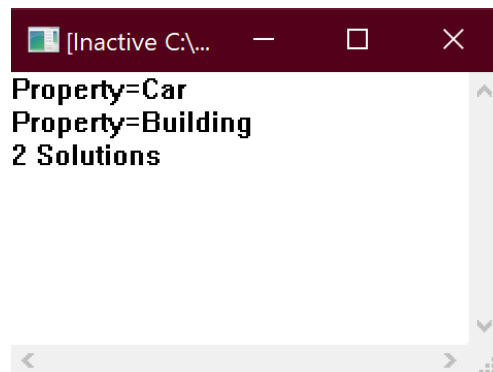 [Inactive C:\...
Property=Car
Property=Building
2 Solutions